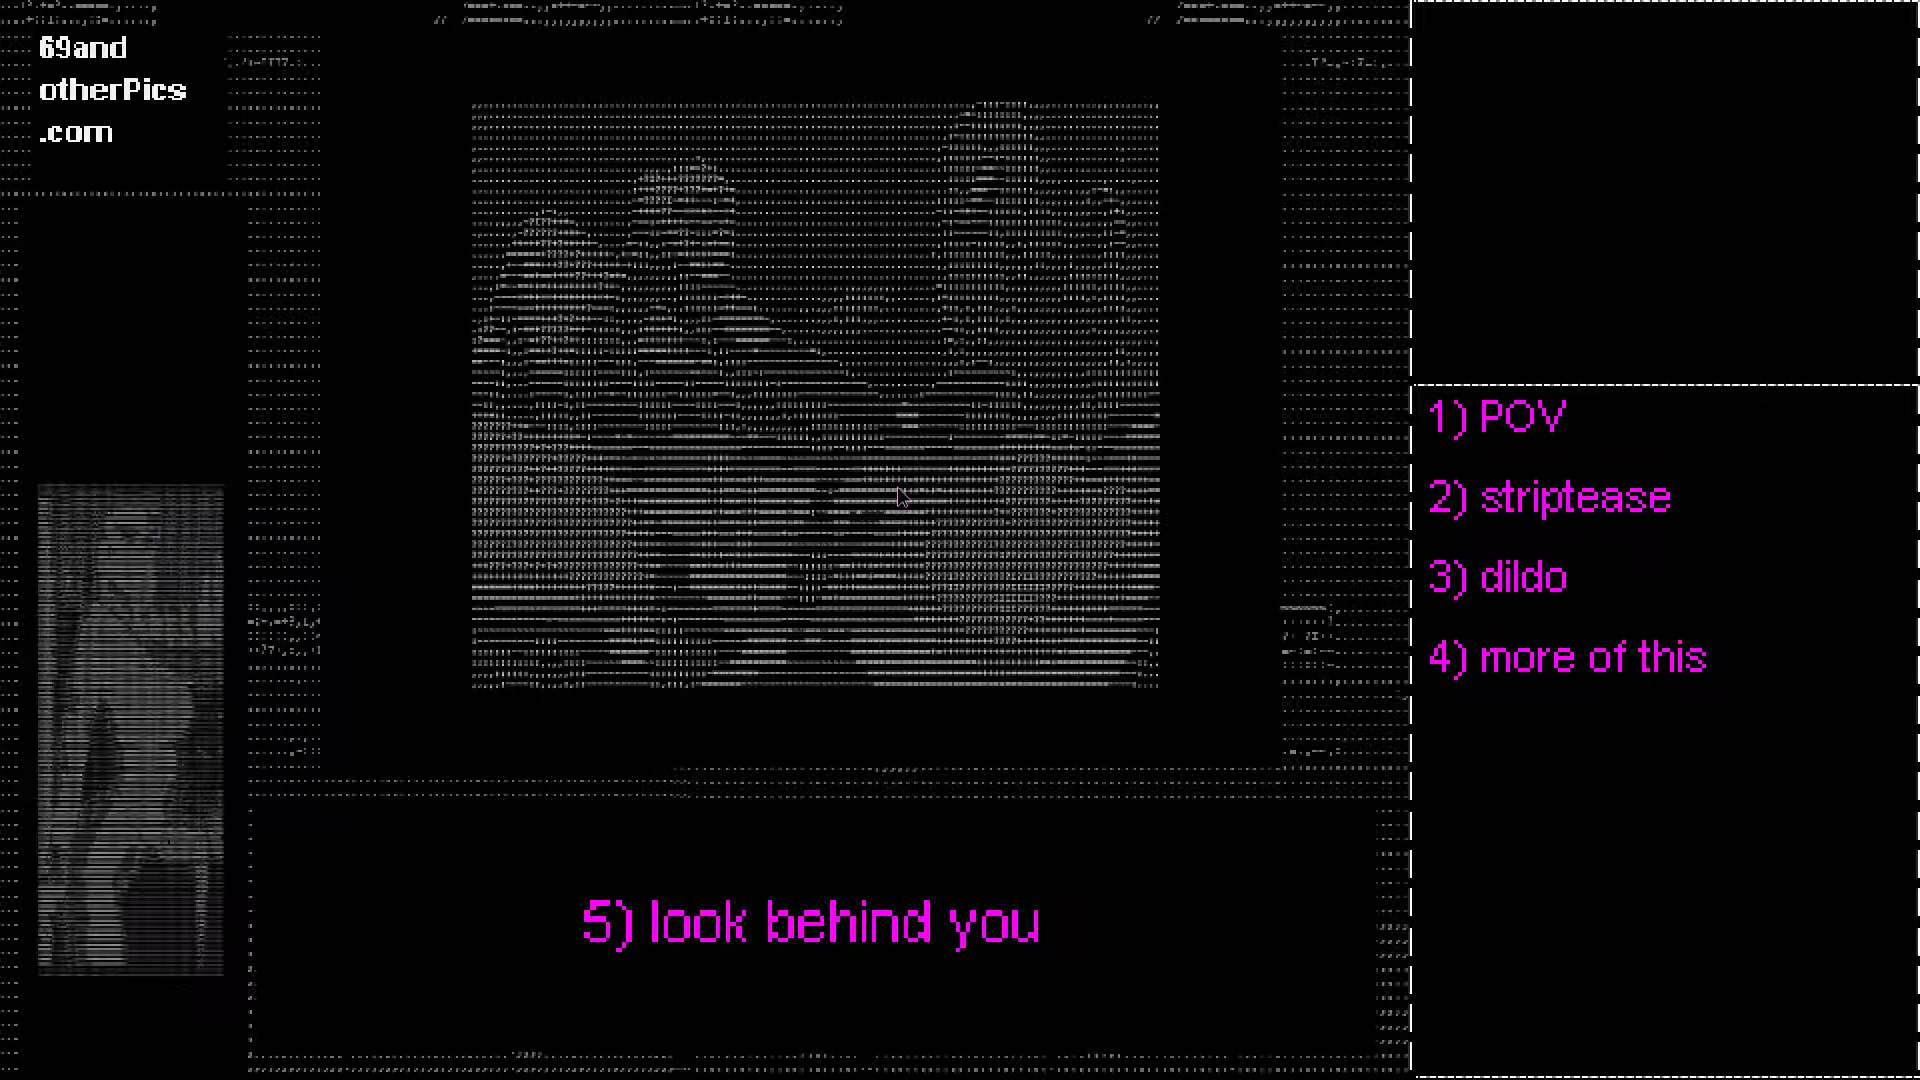 69and
otherPics
.com
1) POV
2) striptease
3) dildo
4) more of this
5) look behind you